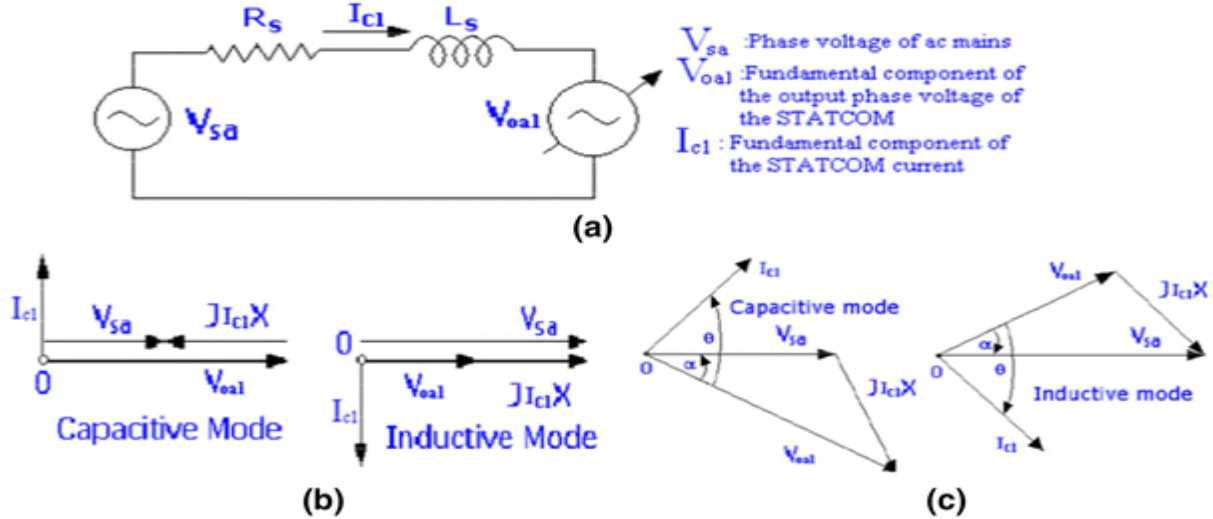 Rs
Ic1
Ls
Vsa
Voa1
Vsa :Phase voltage of ac mains
Voa1 :Fundamental component of
the output phase voltage of
the STATCOM
Ic1 : Fundamental component of
the STATCOM current
(a)
Ic1
Vsa
JIc1X
0
Voa1
Capacitive Mode
Vsa
0
Voa1
JIc1X
Ic1
Inductive Mode
(b)
Ic1
Capacitive mode
θ
Vsa
0
α
JIc1X
Voa1
Voa1
JIc1X
α
Vsa
0
θ
Inductive mode
Ic1
(c)